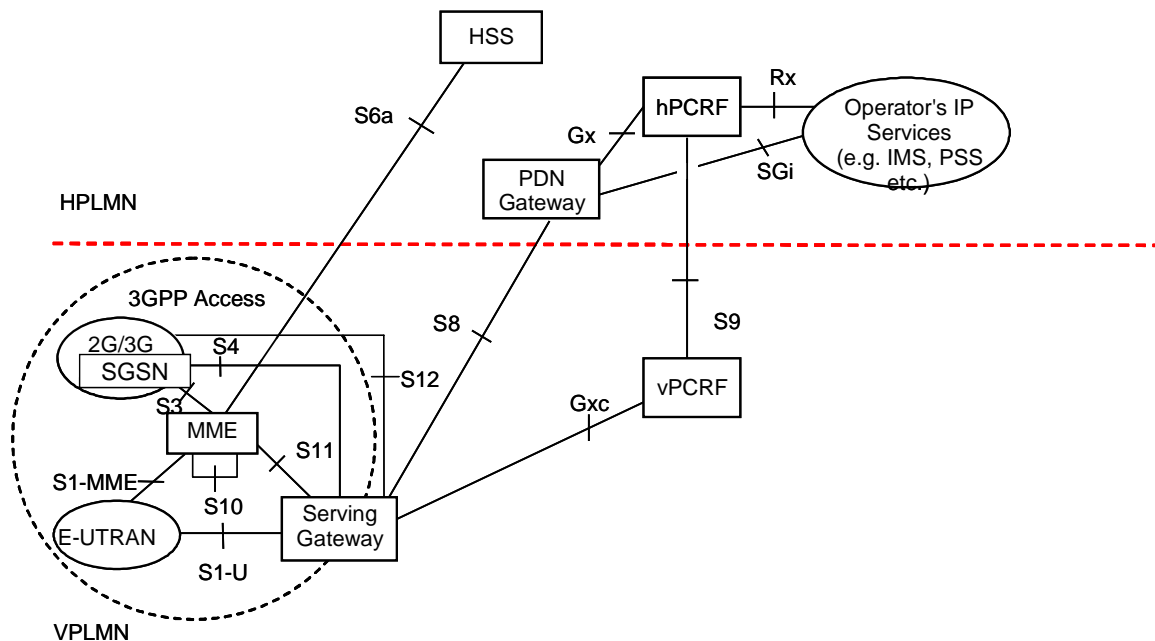 HSS
Rx
hPCRF
Operator's IP
Services
(e.g. IMS, PSS
etc.)
S6a
Gx
SGi
PDN
Gateway
HPLMN
3GPP Access
2G/3G
SGSN
S4
S8
S9
S12
S3
vPCRF
Gxc
MME
S11
S1-MME
S10
E-UTRAN
Serving
Gateway
S1-U
VPLMN